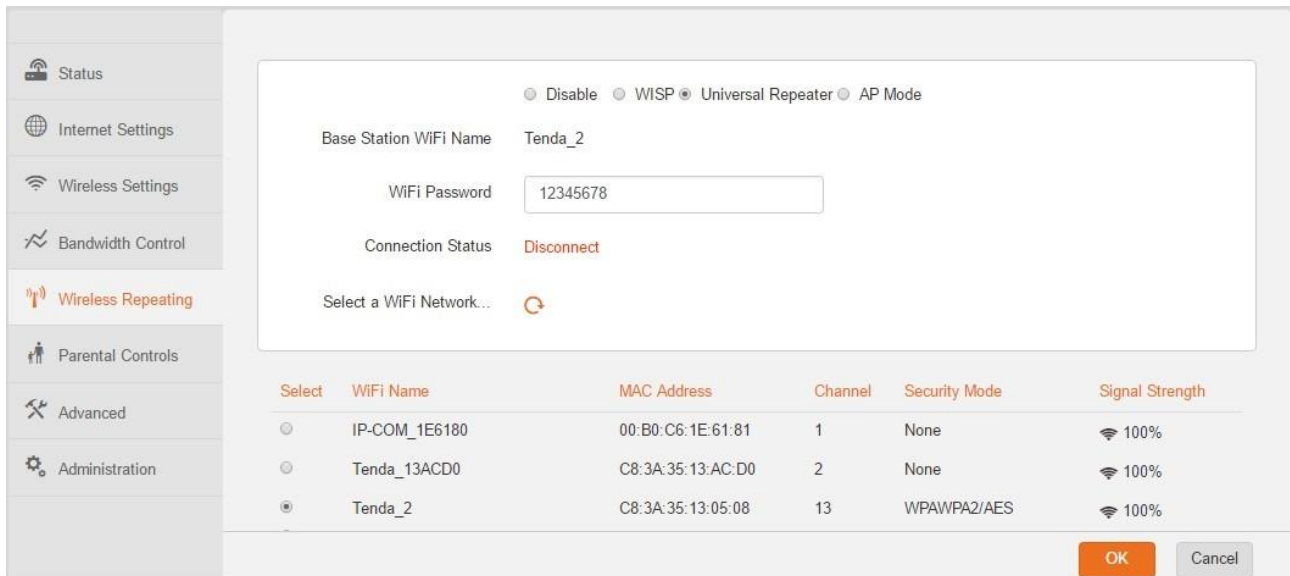 Status
Internet Settings
Wireless Settings
Bandwidth Control
Wireless Repeating
Parental Controls
Advanced
Administration
Disable WISP Universal Repeater AP Mode
Base Station WiFi Name Tenda_2
WiFi Password 12345678
Connection Status Disconnect
Select a WiFi Network...
Select WiFi Name MAC Address Channel Security Mode Signal Strength
IP-COM_1E6180 00:B0:C6:1E:61:81 1 None 100%
Tenda_13ACD0 C8:3A:35:13:AC:D0 2 None 100%
Tenda_2 C8:3A:35:13:05:08 13 WPAWPA2/AES 100%
OK Cancel